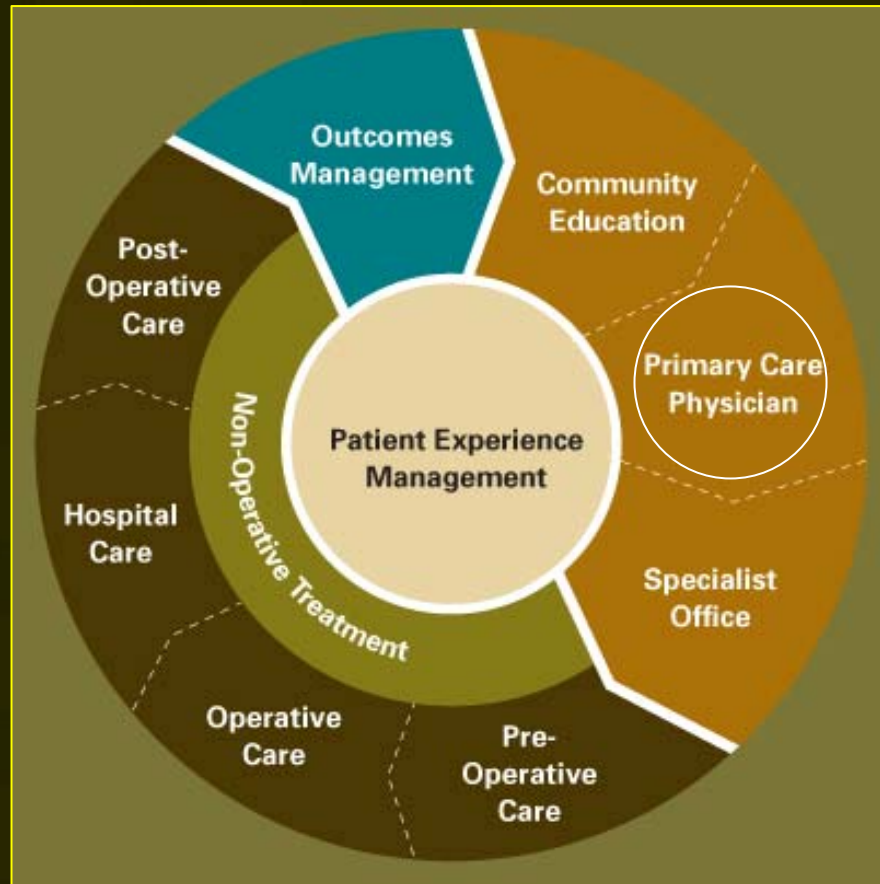 Outcomes
Management
Community
Education
Primary Care
Physician
Specialist
Office
Pre-
Operative
Care
Operative
Care
Hospital
Care
Post-
Operative
Care
Non-Operative Treatment
Patient Experience
Management